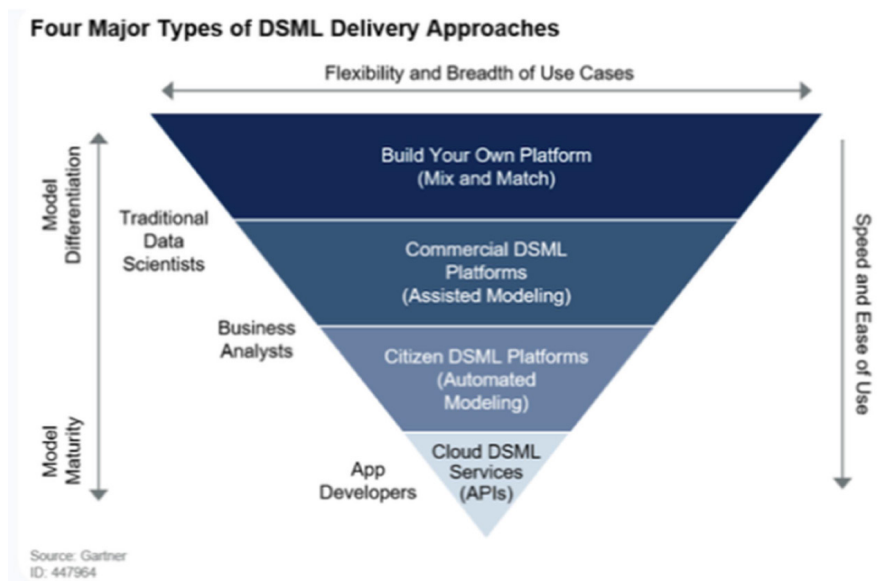 Four Major Types of DSML Delivery Approaches
Flexibility and Breadth of Use Cases
Model
Differentiation
Build Your Own Platform
(Mix and Match)
Traditional
Data
Scientists
Commercial DSML
Platforms
(Assisted Modeling)
Speed and Ease of Use
Business
Analysts
Citizen DSML Platforms
(Automated
Modeling)
Model
Maturity
App
Developers
Cloud DSML
Services
(APIs)
Source: Gartner
ID: 447964